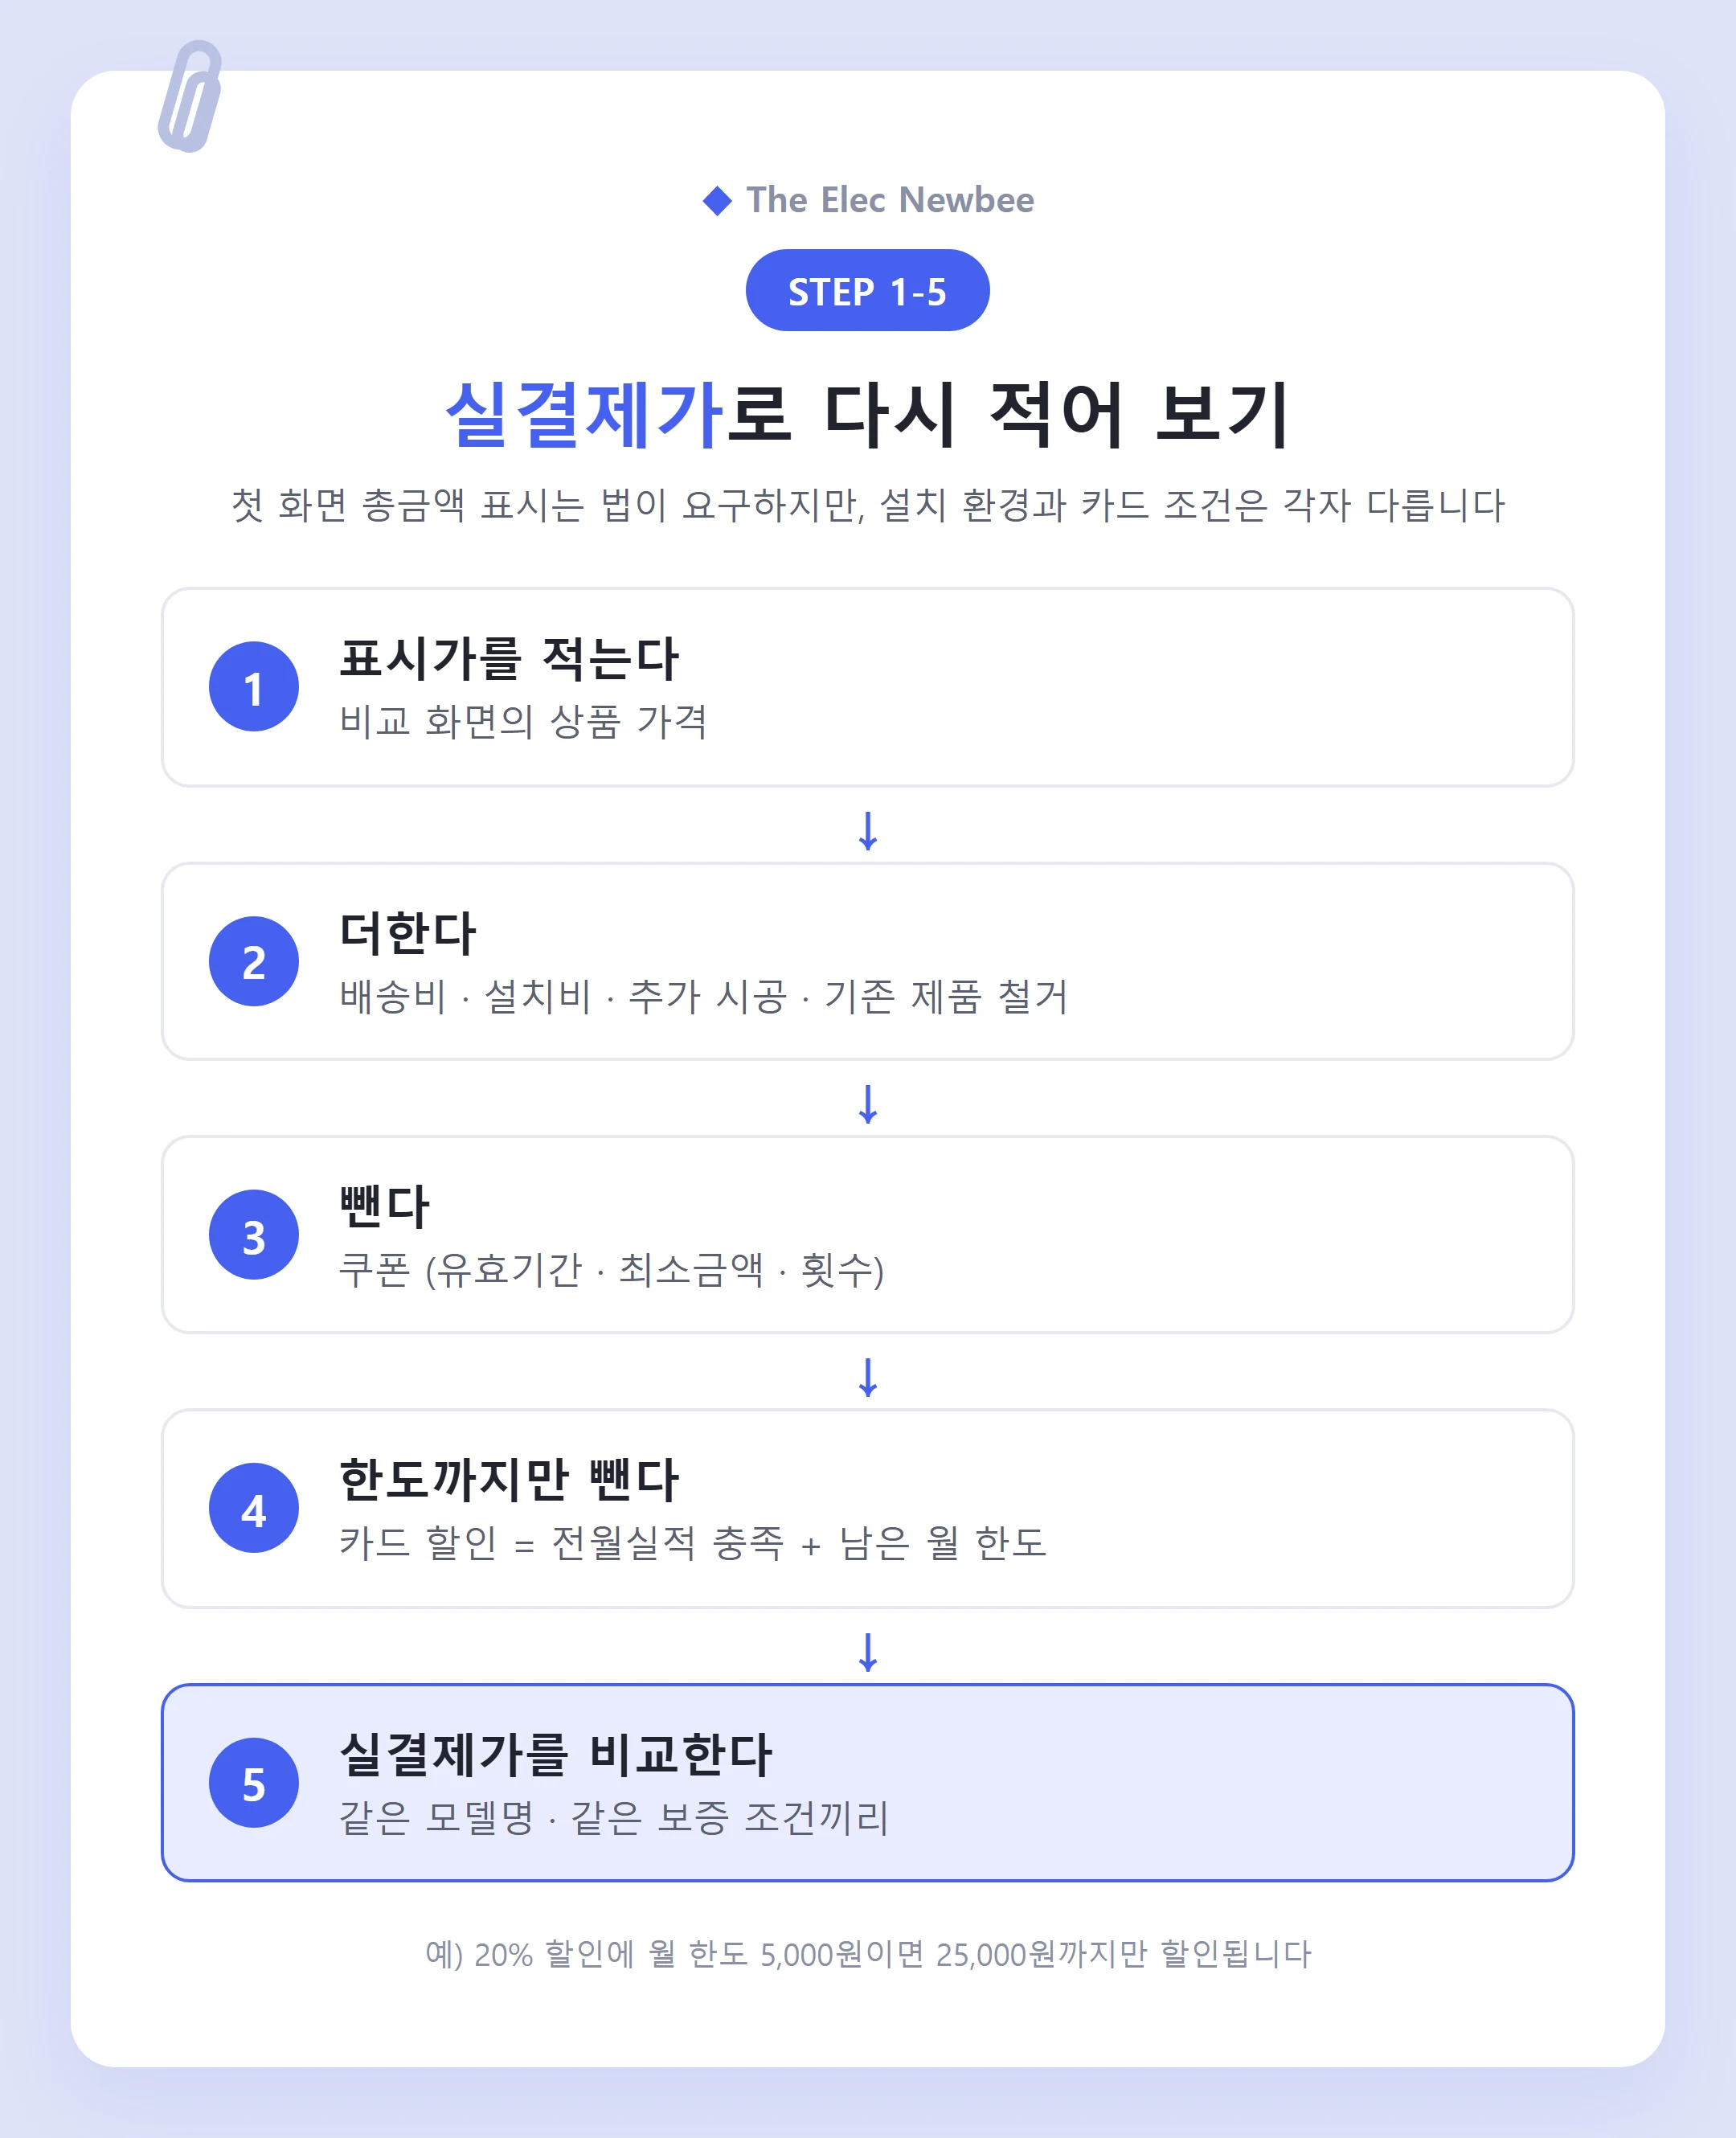 ◆ The Elec Newbee
STEP 1-5
실결제가로 다시 적어 보기
첫 화면 총금액 표시는 법이 요구하지만, 설치 환경과 카드 조건은 각자 다릅니다
1
표시가를 적는다
비교 화면의 상품 가격
↓
2
더한다
배송비 · 설치비 · 추가 시공 · 기존 제품 철거
↓
3
뺀다
쿠폰 (유효기간 · 최소금액 · 횟수)
↓
4
한도까지만 뺀다
카드 할인 = 전월실적 충족 + 남은 월 한도
↓
5
실결제가를 비교한다
같은 모델명 · 같은 보증 조건끼리
예) 20% 할인에 월 한도 5,000원이면 25,000원까지만 할인됩니다